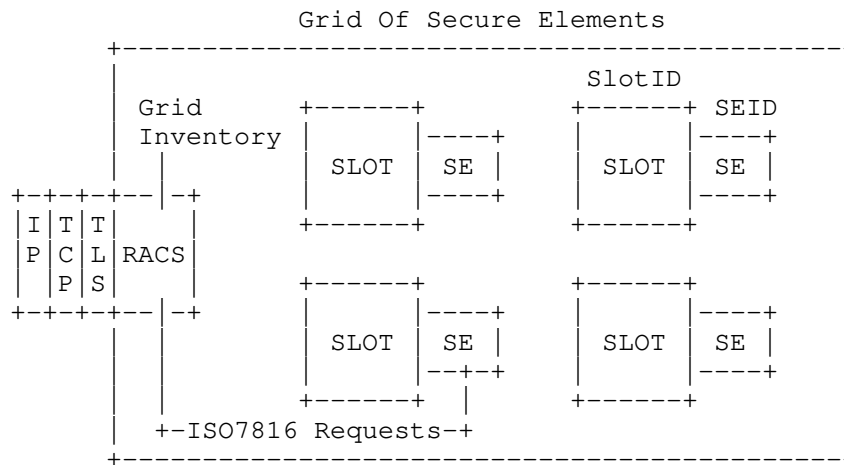 Grid Of Secure Elements
SlotID
Grid SEID
Inventory
SLOT SE SLOT SE
I T T
P C L RACS
P S
SLOT SE SLOT SE
ISO7816 Requests